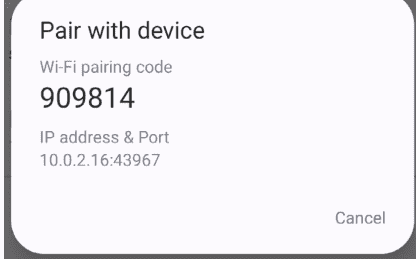 Pair with device
Wi-Fi pairing code
909814
IP address & Port
10.0.2.16:43967
Cancel